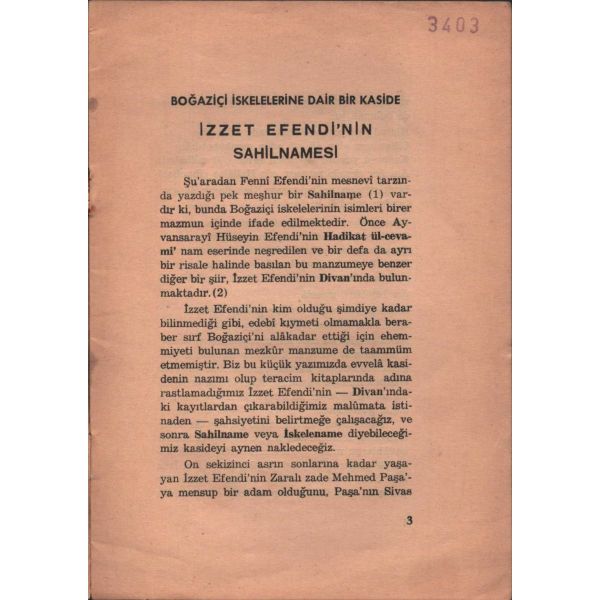 3403
BOĞAZİÇİ İSKELELERİNE DAİR BİR KASİDE
İZZET EFENDİ'NİN
SAHİLNAMESİ
Şu'aradan Fennî Efendi'nin mesnevî tarzın-
da yazdığı pek meşhur bir Sahilname (1) var-
dır ki, bunda Boğaziçi iskelelerinin isimleri birer
mazmun içinde ifade edilmektedir. Önce Ay-
vansarayî Hüseyin Efendi'nin Hadikat ül-ceva-
mi' nam eserinde neşredilen ve bir defa da ayrı
bir risale halinde basılan bu manzumeye benzer
diğer bir şiir, İzzet Efendi'nin Divan'ında bulun-
maktadır.(2)
İzzet Efendi'nin kim olduğu şimdiye kadar
bilinmediği gibi, edebî kıymeti olmamakla bera-
ber sırf Boğaziçi'ni alâkadar ettiği için ehem-
miyeti bulunan mezkûr manzume de taammüm
etmemiştir. Biz bu küçük yazımızda evvelâ kasi-
denin nazımı olup teracim kitaplarında adına
rastlamadığımız İzzet Efendi'nin — Divan'ında-
ki kayıtlardan çıkarabildiğimiz malûmata isti-
naden — şahsiyetini belirtmeğe çalışacağız, ve
sonra Sahilname veya İskelename diyebileceği-
miz kasideyi aynen nakledeceğiz.
On sekizinci asrın sonlarına kadar yaşa-
yan İzzet Efendi'nin Zaralı zade Mehmed Paşa'-
ya mensup bir adam olduğunu, Paşa'nın Sivas
3